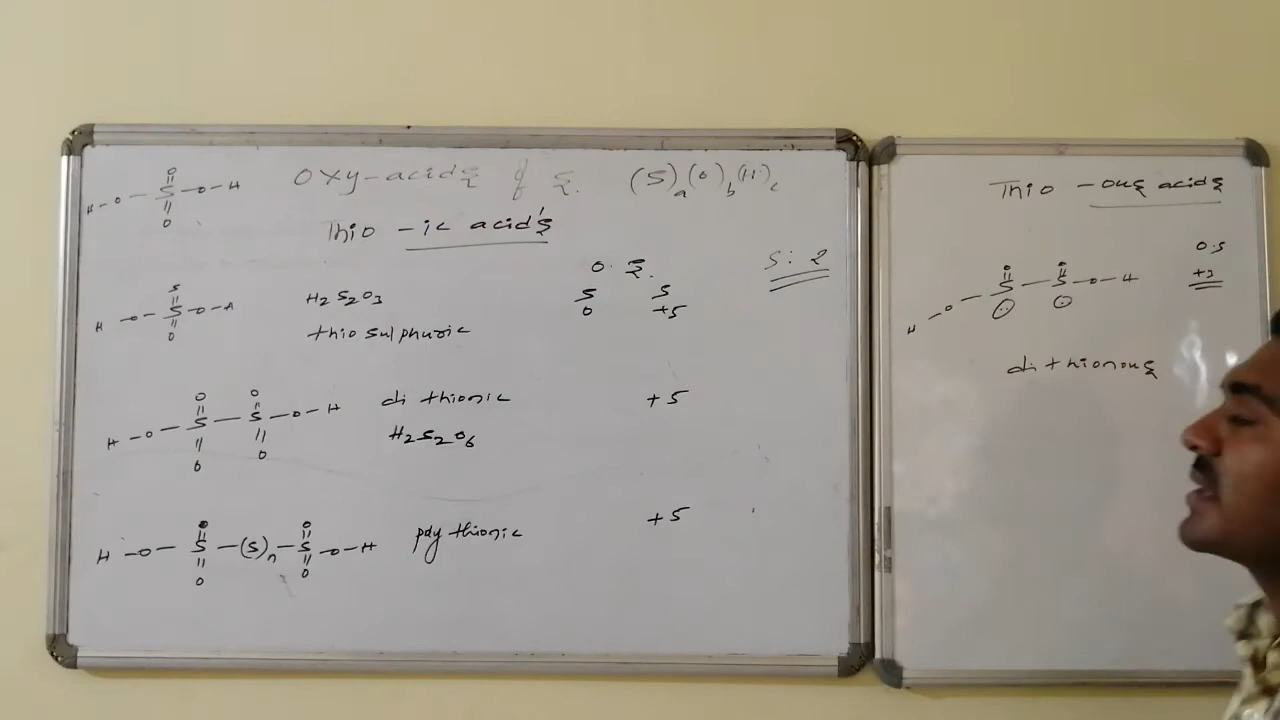 Oxy-acids of S. (S)a(O)b(H)c
Thio - ic acid's
S: 2
O. S.
S S
0 +5
H2S2O3
thio sulphuric
S
||
H - O - S - O - H
||
O
O
||
H - O - S - O - H
||
O
O O
|| ||
H - O - S - S - O - H
|| ||
O O
di thionic +5
H2S2O6
O O
|| ||
H - O - S - (S)n - S - O - H
|| ||
O O
poly thionic +5
Thio - ous acids
O.S
+3
O O
|| ||
H - O - S - S - O - H
di thionous